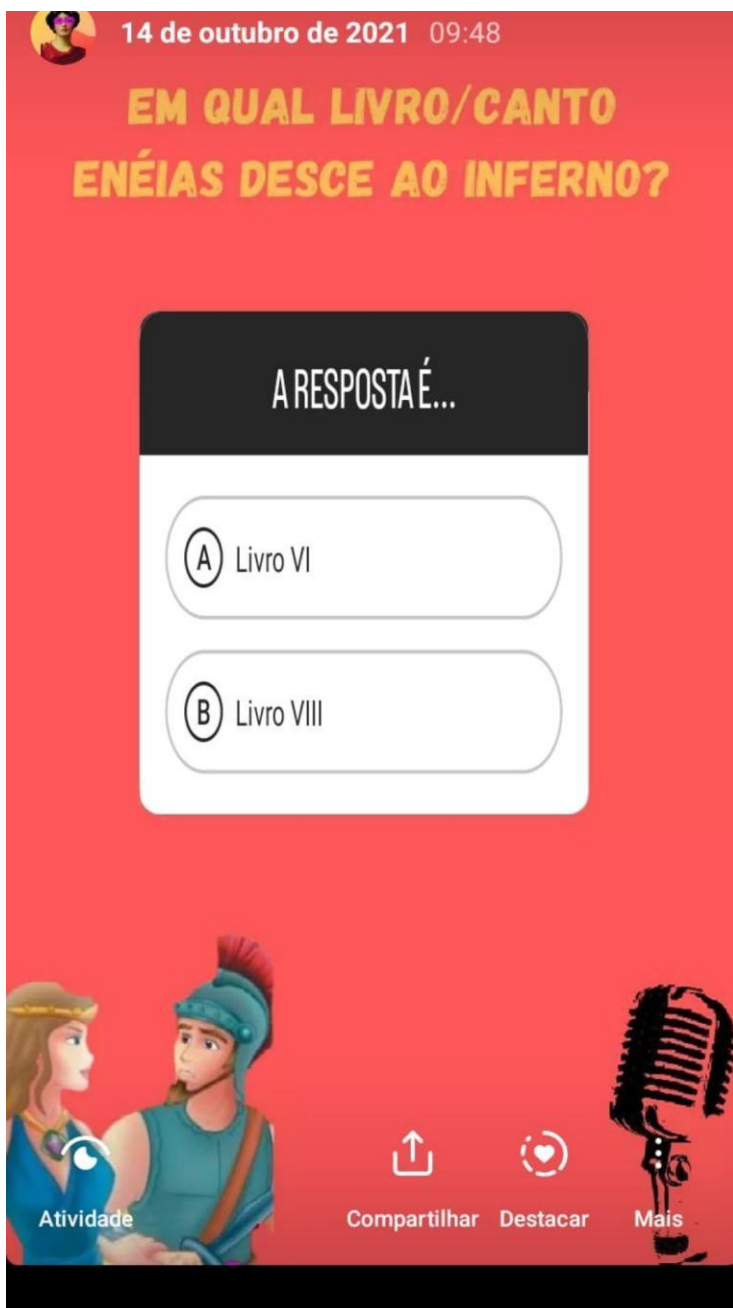 14 de outubro de 2021 09:48
EM QUAL LIVRO/CANTO
ENÉIAS DESCE AO INFERNO?
A RESPOSTA É...
A Livro VI
B Livro VIII
Atividade
Compartilhar
Destacar
Mais